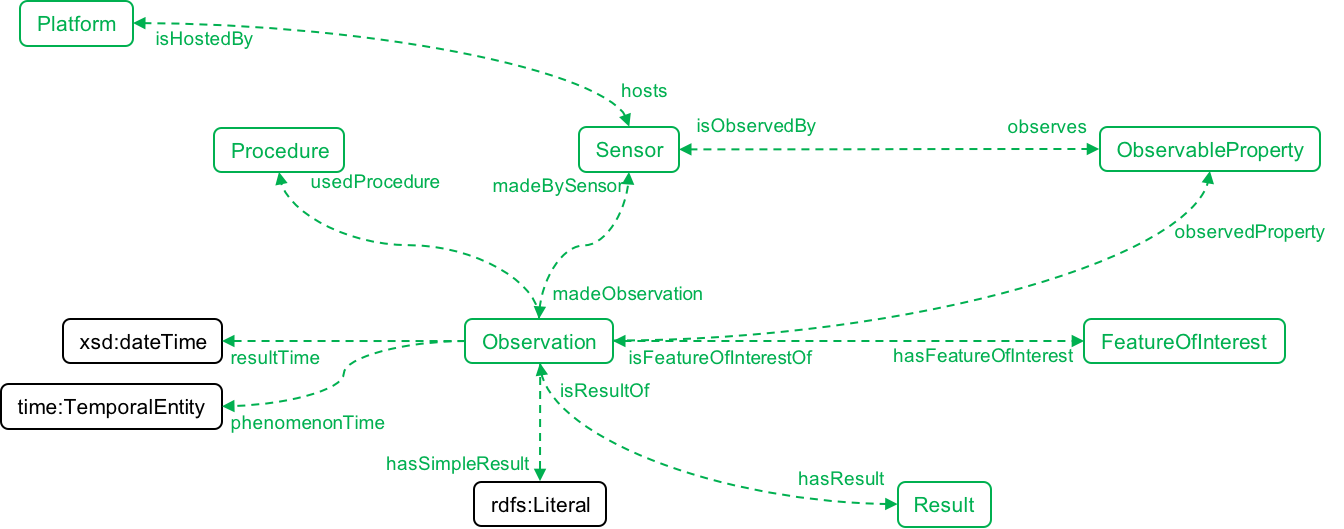 Platform
isHostedBy
hosts
isObservedBy
observes
Procedure
Sensor
ObservableProperty
usedProcedure
madeBySensor
observedProperty
madeObservation
xsd:dateTime
Observation
FeatureOfInterest
resultTime
isFeatureOfInterestOf
hasFeatureOfInterest
isResultOf
time:TemporalEntity
phenomenonTime
hasSimpleResult
hasResult
rdfs:Literal
Result